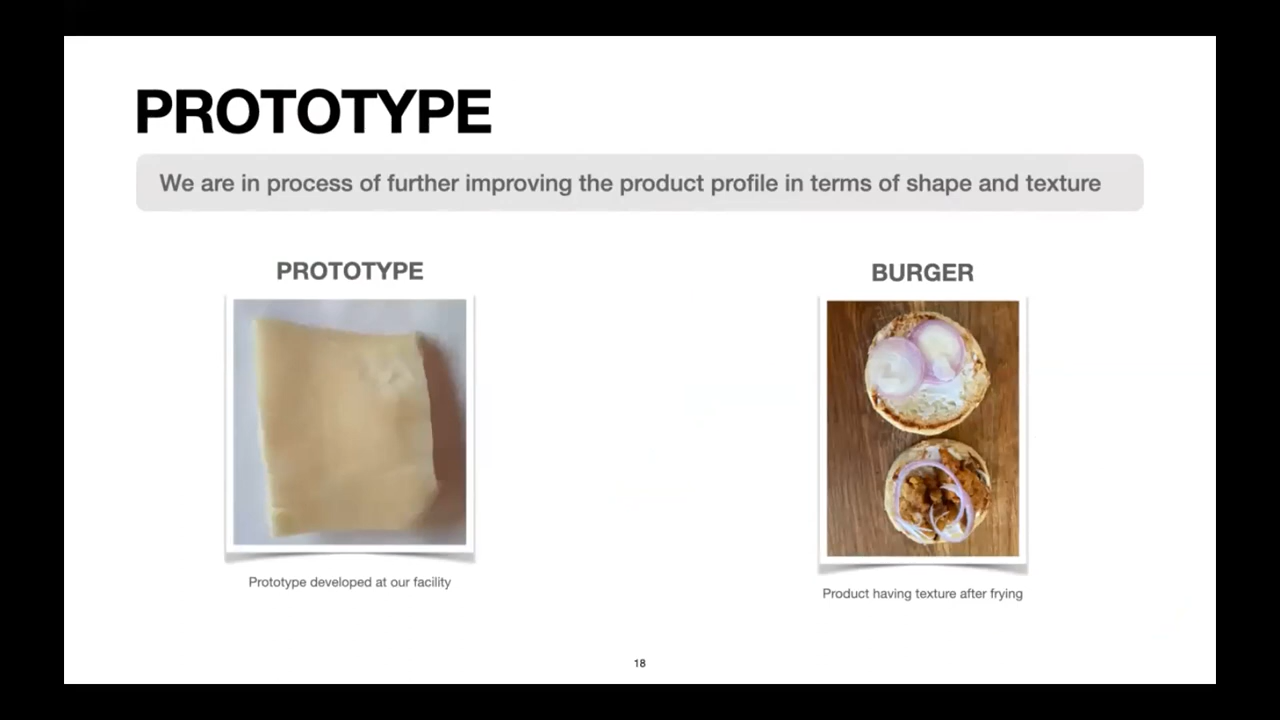 PROTOTYPE
We are in process of further improving the product profile in terms of shape and texture
PROTOTYPE
BURGER
Prototype developed at our facility
Product having texture after frying
18